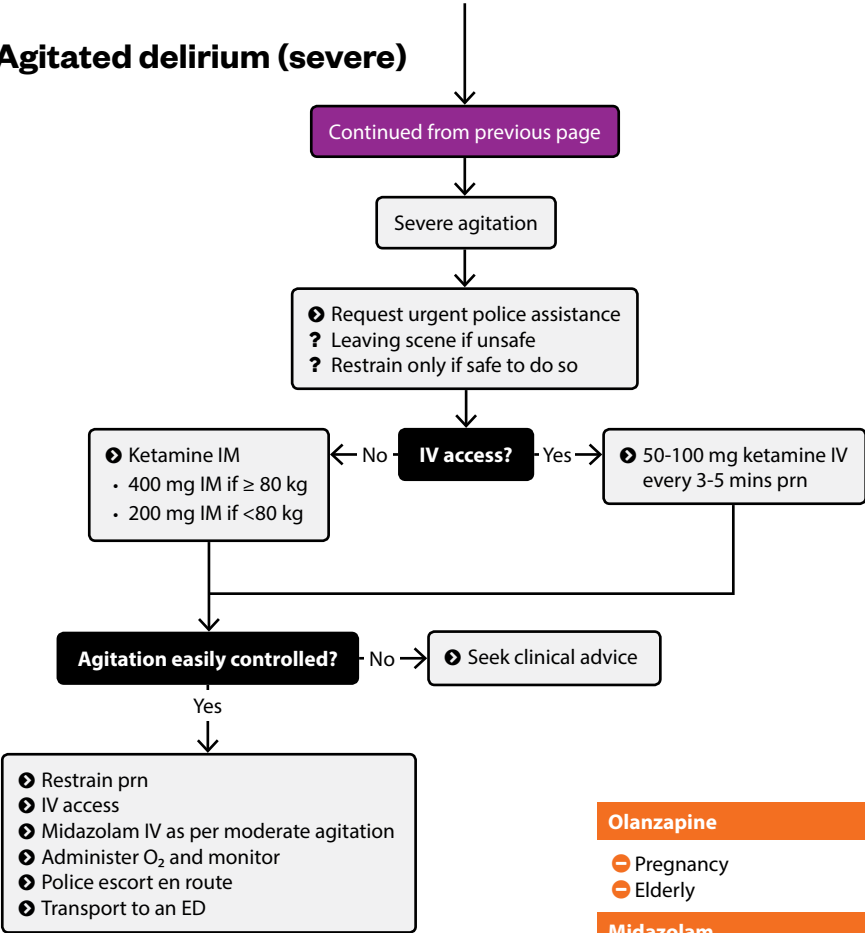 Agitated delirium (severe)
Continued from previous page
Severe agitation
Request urgent police assistance
? Leaving scene if unsafe
? Restrain only if safe to do so
Ketamine IM
• 400 mg IM if ≥ 80 kg
• 200 mg IM if <80 kg
No
IV access?
Yes
50-100 mg ketamine IV
every 3-5 mins prn
Agitation easily controlled?
No
Seek clinical advice
Yes
Restrain prn
IV access
Midazolam IV as per moderate agitation
Administer O₂ and monitor
Police escort en route
Transport to an ED
Olanzapine
Pregnancy
Elderly
Midazolam